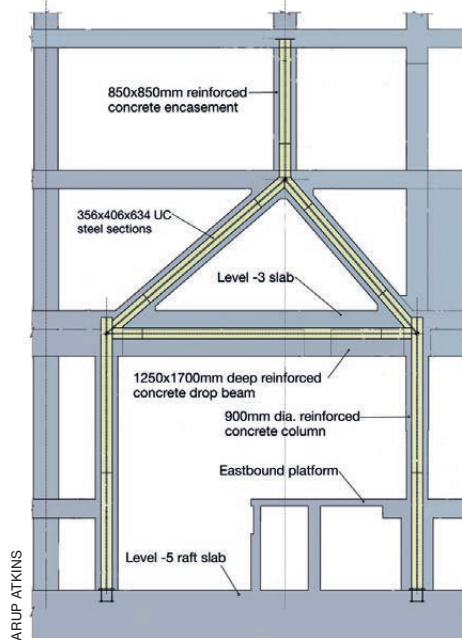 850x850mm reinforced
concrete encasement
356x406x634 UC
steel sections
Level -3 slab
1250x1700mm deep reinforced
concrete drop beam
900mm dia. reinforced
concrete column
Eastbound platform
Level -5 raft slab
ARUP ATKINS